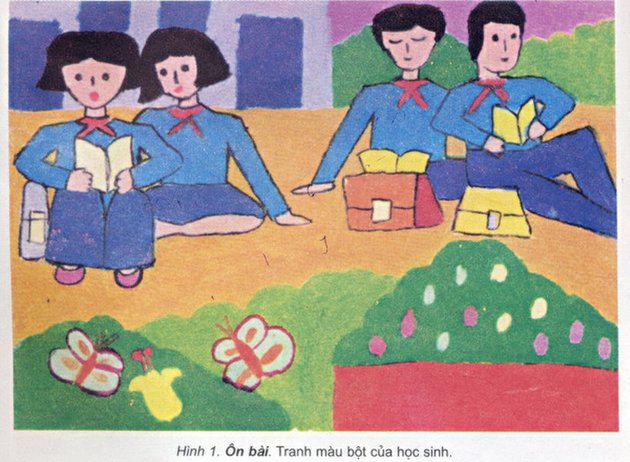 Hình 1. Ôn bài. Tranh màu bột của học sinh.